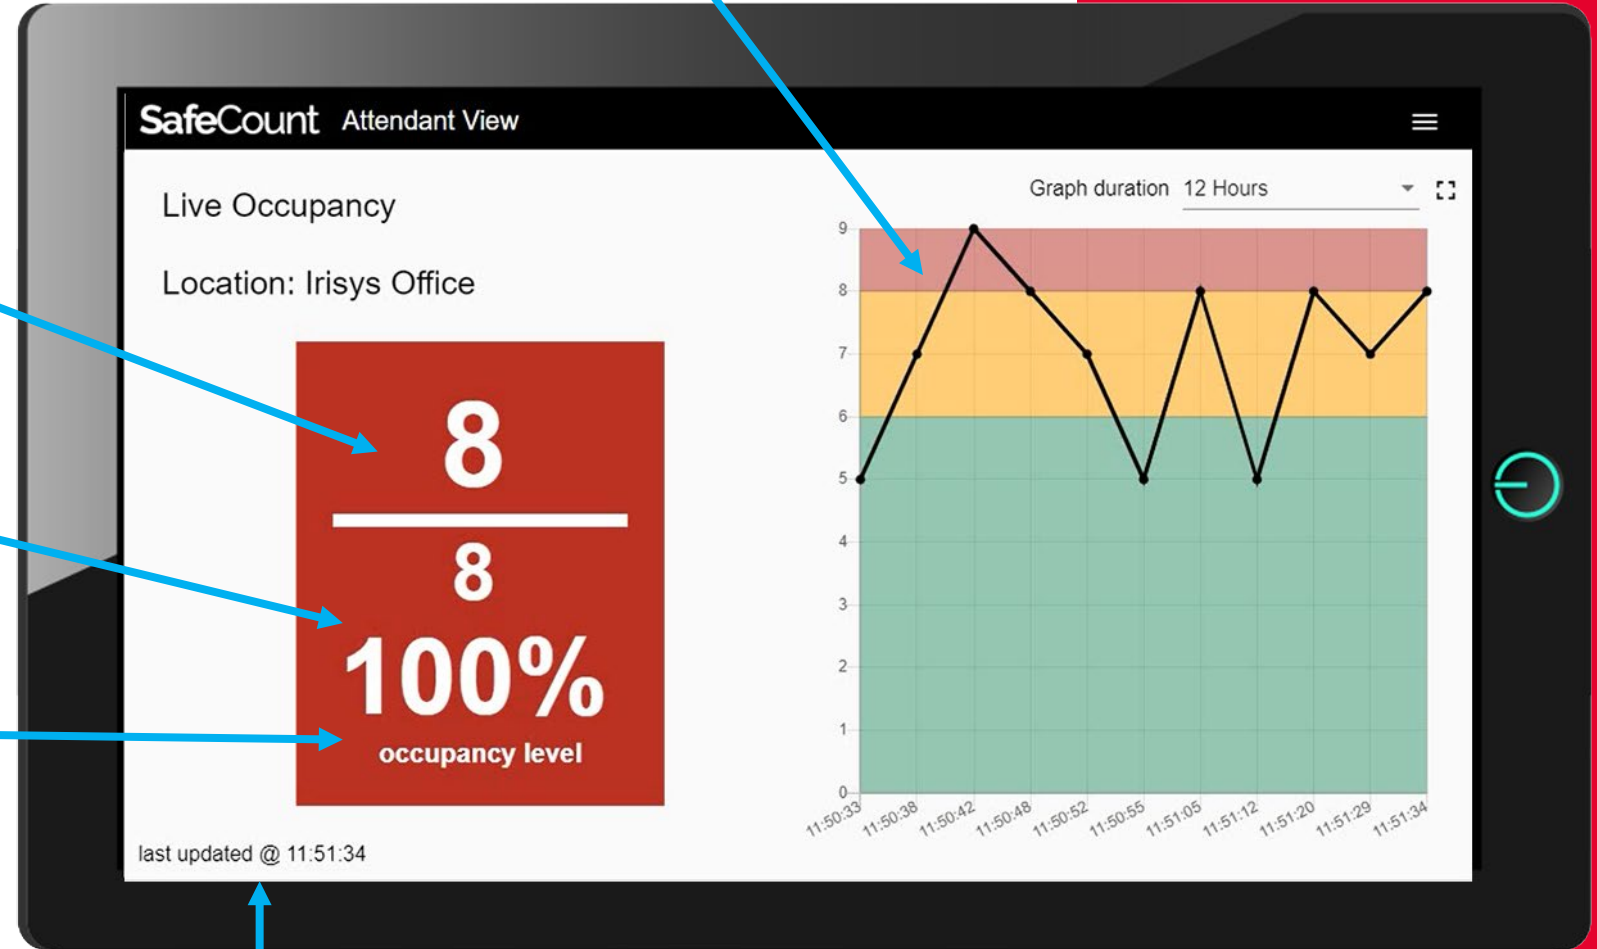 SafeCount Attendant View
Live Occupancy
Location: Irisys Office
8
8
100%
occupancy level
last updated @ 11:51:34
Graph duration 12 Hours
9
8
7
6
5
4
3
2
1
0
11:50:33 11:50:38 11:50:42 11:50:48 11:50:52 11:50:55 11:51:05 11:51:12 11:51:20 11:51:29 11:51:34